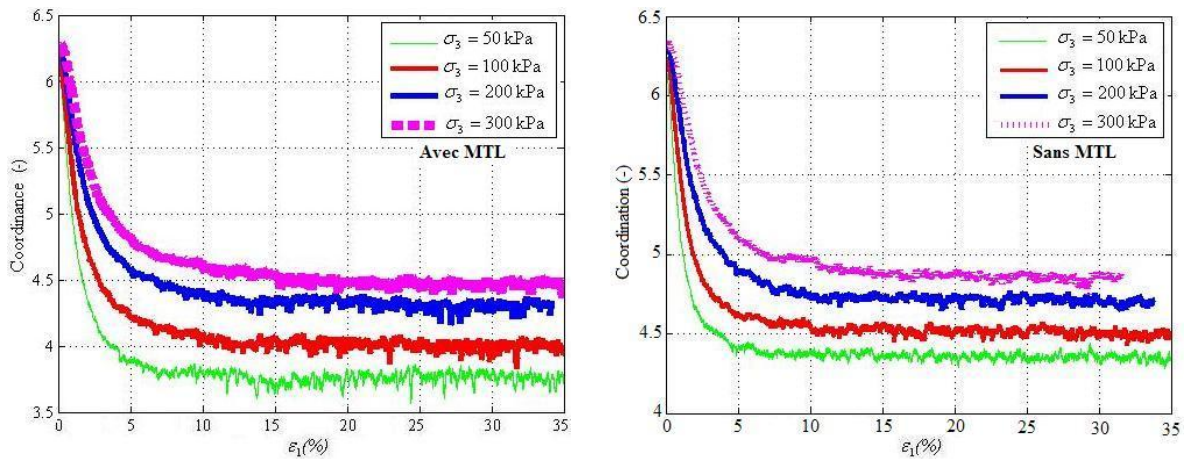 6.5
6
5.5
5
4.5
4
3.5
0
5
10
15
20
25
30
35
Coordinance (-)
ε₁(%)
σ₃ = 50 kPa
σ₃ = 100 kPa
σ₃ = 200 kPa
σ₃ = 300 kPa
Avec MTL
6.5
6
5.5
5
4.5
4
0
5
10
15
20
25
30
35
Coordination (-)
ε₁(%)
σ₃ = 50 kPa
σ₃ = 100 kPa
σ₃ = 200 kPa
σ₃ = 300 kPa
Sans MTL